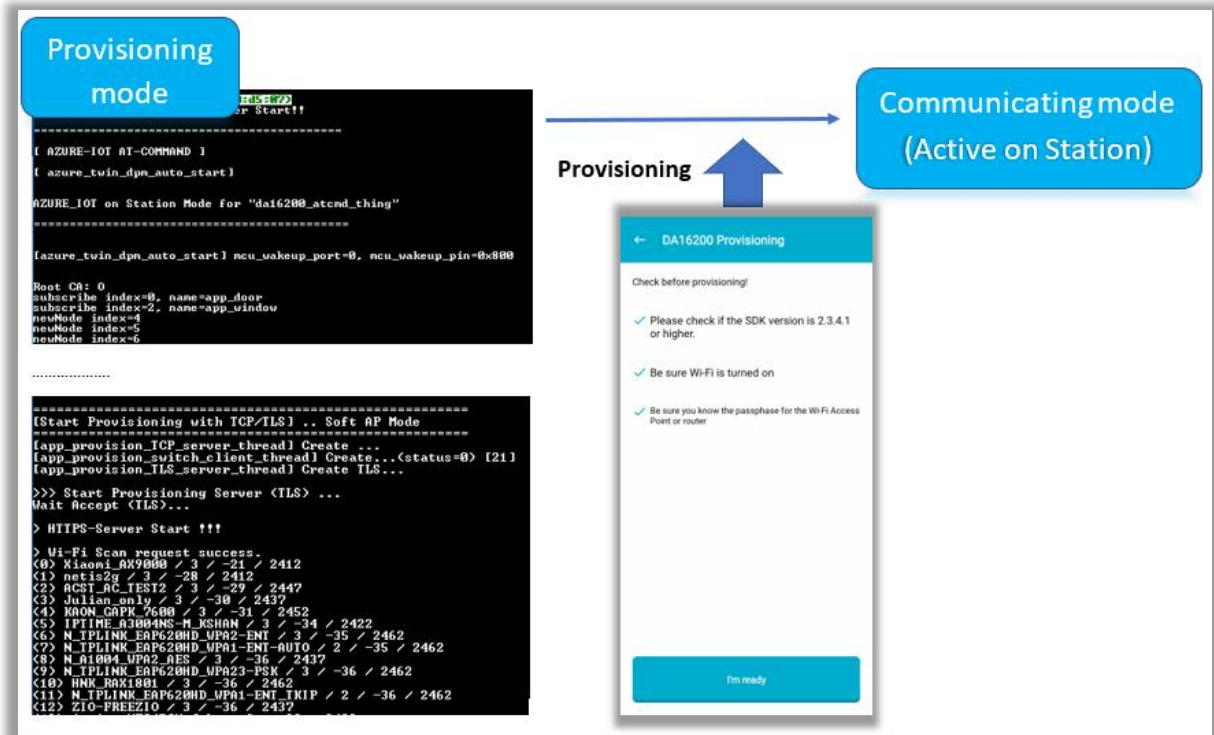 Provisioning
mode
:d5:07>
er Start!!
============================================
[ AZURE-IOT AT-COMMAND ]
[ azure_twin_dpm_auto_start]
AZURE_IOT on Station Mode for "da16200_atcmd_thing"
============================================
[azure_twin_dpm_auto_start] mcu_wakeup_port=0, mcu_wakeup_pin=0x800
Root CA: O
subscribe index=0, name=app_door
subscribe index=2, name=app_window
newNode index=4
newNode index=5
newNode index=6
....................
========================================================
[Start Provisioning with TCP/TLS] .. Soft AP Mode
========================================================
[app_provision_TCP_server_thread] Create ...
[app_provision_switch_client_thread] Create...(status=0) [21]
[app_provision_TLS_server_thread] Create TLS...
>>> Start Provisioning Server (TLS) ...
Wait Accept (TLS)...
> HTTPS-Server Start !!!
> Wi-Fi Scan request success.
(0) Xiaomi_AX9000 / 3 / -21 / 2412
(1) netis2g / 3 / -28 / 2412
(2) ACST_AC_TEST2 / 3 / -29 / 2447
(3) Julian_only / 3 / -30 / 2437
(4) KAON_GAPK_7600 / 3 / -31 / 2452
(5) IPTIME_A3004NS-M_KSHAN / 3 / -34 / 2422
(6) N_TPLINK_EAP620HD_WPA2-ENT / 3 / -35 / 2462
(7) N_TPLINK_EAP620HD_WPA1-ENT-AUTO / 2 / -35 / 2462
(8) N_A1004_WPA2_AES / 3 / -36 / 2437
(9) N_TPLINK_EAP620HD_WPA23-PSK / 3 / -36 / 2462
(10) HNK_RAX1801 / 3 / -36 / 2462
(11) N_TPLINK_EAP620HD_WPA1-ENT_TKIP / 2 / -36 / 2462
(12) ZIO-FREEZIO / 3 / -36 / 2437
Provisioning
← DA16200 Provisioning
Check before provisioning!
✓ Please check if the SDK version is 2.3.4.1
or higher.
✓ Be sure Wi-Fi is turned on
✓ Be sure you know the passphase for the Wi-Fi Access
Point or router
I'm ready
Communicating mode
(Active on Station)